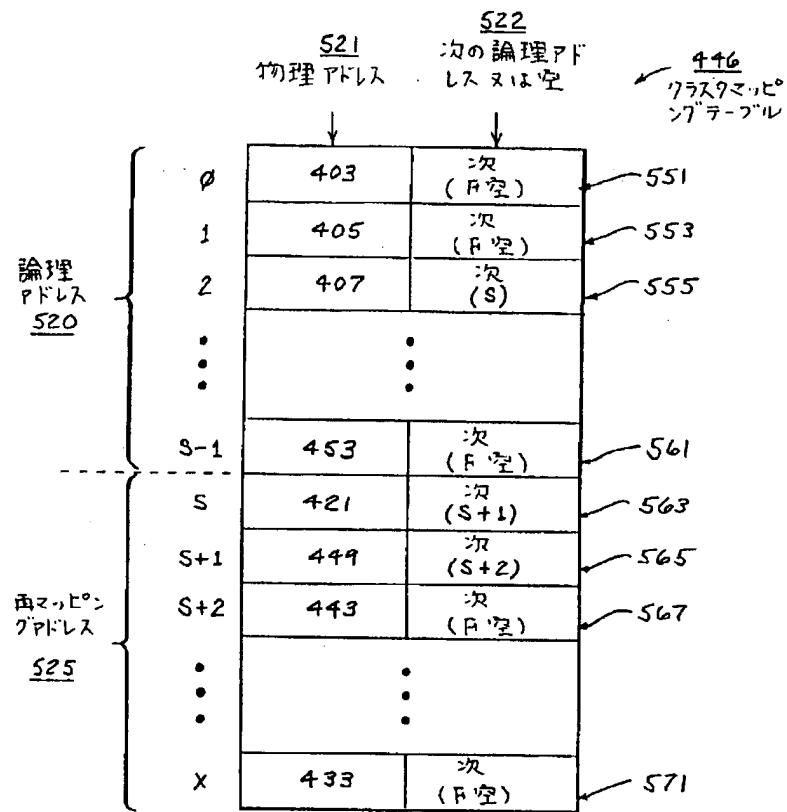 521
物理アドレス
522
次の論理アド
レス又は空
446
クラスタマッピ
ングテーブル
論理
アドレス
520
0 403 次
(F空) 551
1 405 次
(F空) 553
2 407 次
(S) 555
S-1 453 次
(F空) 561
再マッピン
グアドレス
525
S 421 次
(S+1) 563
S+1 449 次
(S+2) 565
S+2 443 次
(F空) 567
X 433 次
(F空) 571